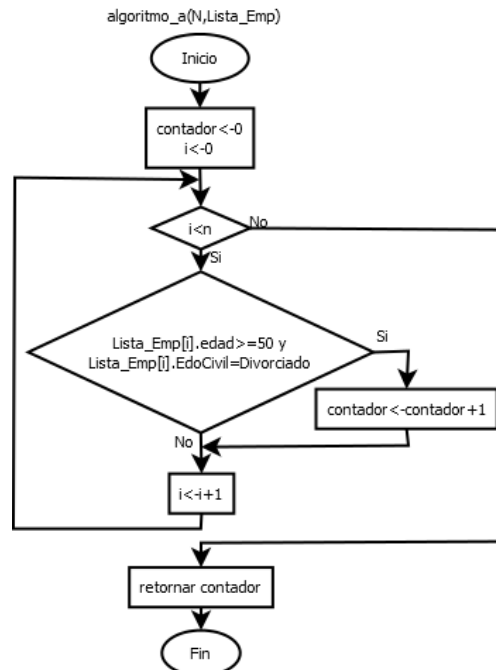 algoritmo_a(N,Lista_Emp)
Inicio
contador<-0
i<-0
i<n
No
Si
Lista_Emp[i].edad>=50 y
Lista_Emp[i].EdoCivil=Divorciado
Si
contador<-contador+1
No
i<-i+1
retornar contador
Fin